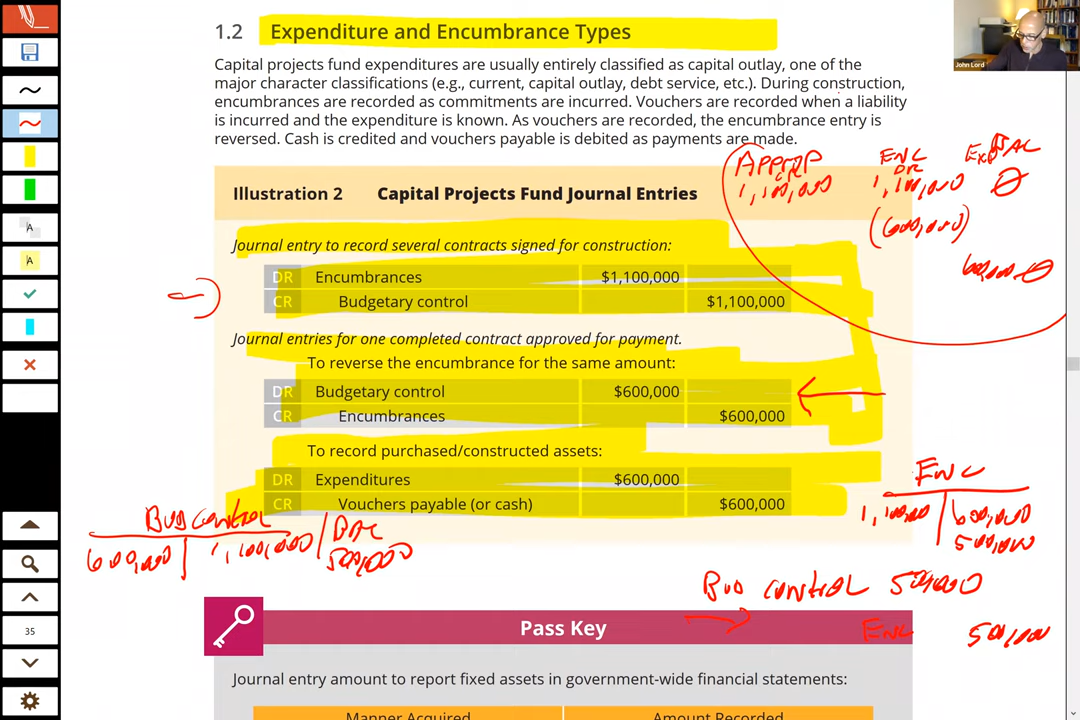 John Lord
1.2 Expenditure and Encumbrance Types
Capital projects fund expenditures are usually entirely classified as capital outlay, one of the
major character classifications (e.g., current, capital outlay, debt service, etc.). During construction,
encumbrances are recorded as commitments are incurred. Vouchers are recorded when a liability
is incurred and the expenditure is known. As vouchers are recorded, the encumbrance entry is
reversed. Cash is credited and vouchers payable is debited as payments are made.
APPROP ENC EXP BAL
CR DR
1,100,000 1,100,000 0
(600,000)
600,000 0
Illustration 2 Capital Projects Fund Journal Entries
Journal entry to record several contracts signed for construction:
DR Encumbrances $1,100,000
CR Budgetary control $1,100,000
Journal entries for one completed contract approved for payment.
To reverse the encumbrance for the same amount:
DR Budgetary control $600,000
CR Encumbrances $600,000
To record purchased/constructed assets:
DR Expenditures $600,000
CR Vouchers payable (or cash) $600,000
ENC
1,100,000 600,000
500,000
BUD CONTROL BAL
600,000 1,100,000 500,000
BUD CONTROL 500,000
ENC 500,000
Pass Key
Journal entry amount to report fixed assets in government-wide financial statements:
Manner Acquired Amount Recorded
A
A
35